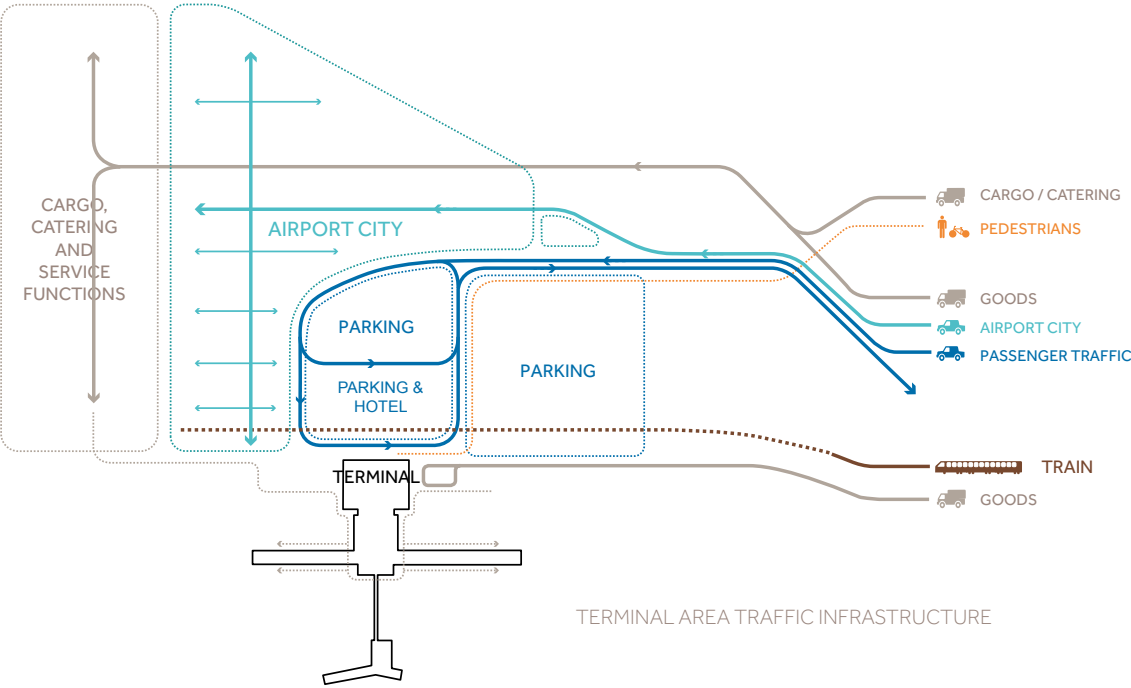 CARGO,
CATERING
AND
SERVICE
FUNCTIONS
AIRPORT CITY
PARKING
PARKING &
HOTEL
PARKING
TERMINAL
CARGO / CATERING
PEDESTRIANS
GOODS
AIRPORT CITY
PASSENGER TRAFFIC
TRAIN
GOODS
TERMINAL AREA TRAFFIC INFRASTRUCTURE